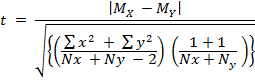 t = |M_X − M_Y| / √{((∑x² + ∑y²) / (Nx + Ny − 2)) ((1 + 1) / (Nx + N_y))}